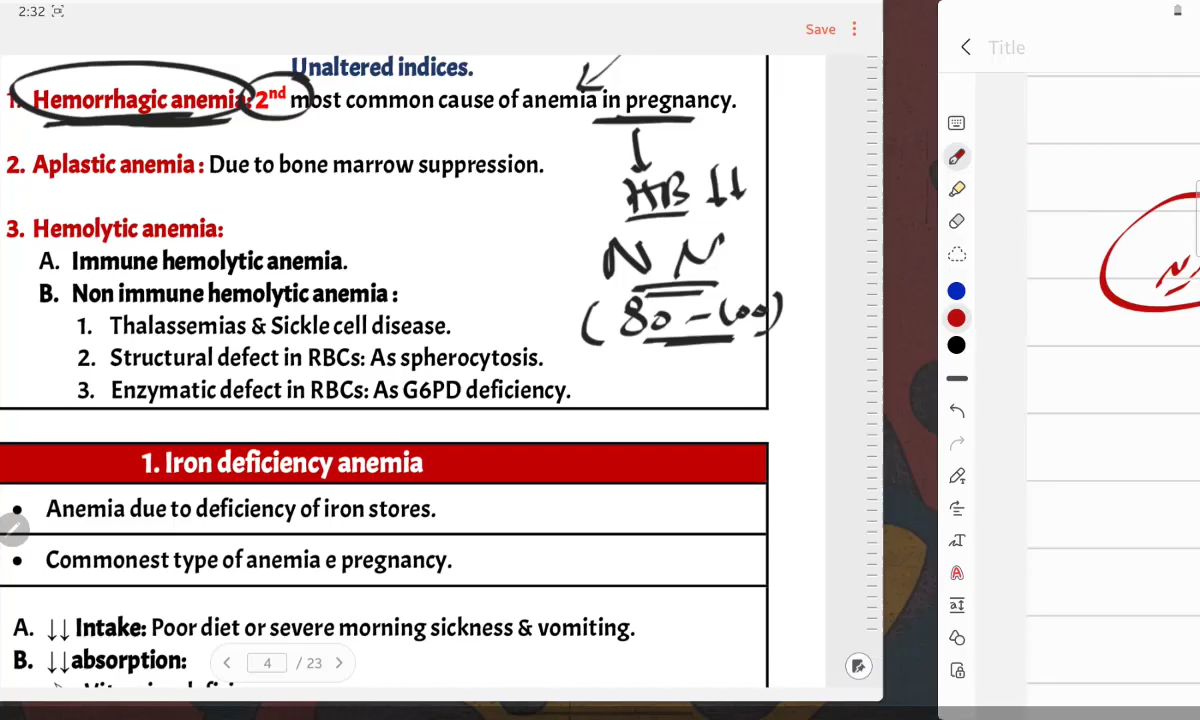 2:32
Save
Title
Unaltered indices.
1. Hemorrhagic anemia: 2nd most common cause of anemia in pregnancy.
2. Aplastic anemia: Due to bone marrow suppression.
HB ↓↓
3. Hemolytic anemia:
N N
A. Immune hemolytic anemia.
B. Non immune hemolytic anemia:
(80-100)
1. Thalassemias & Sickle cell disease.
2. Structural defect in RBCs: As spherocytosis.
3. Enzymatic defect in RBCs: As G6PD deficiency.
1. Iron deficiency anemia
• Anemia due to deficiency of iron stores.
• Commonest type of anemia e pregnancy.
A. ↓↓ Intake: Poor diet or severe morning sickness & vomiting.
B. ↓↓absorption:
4 / 23